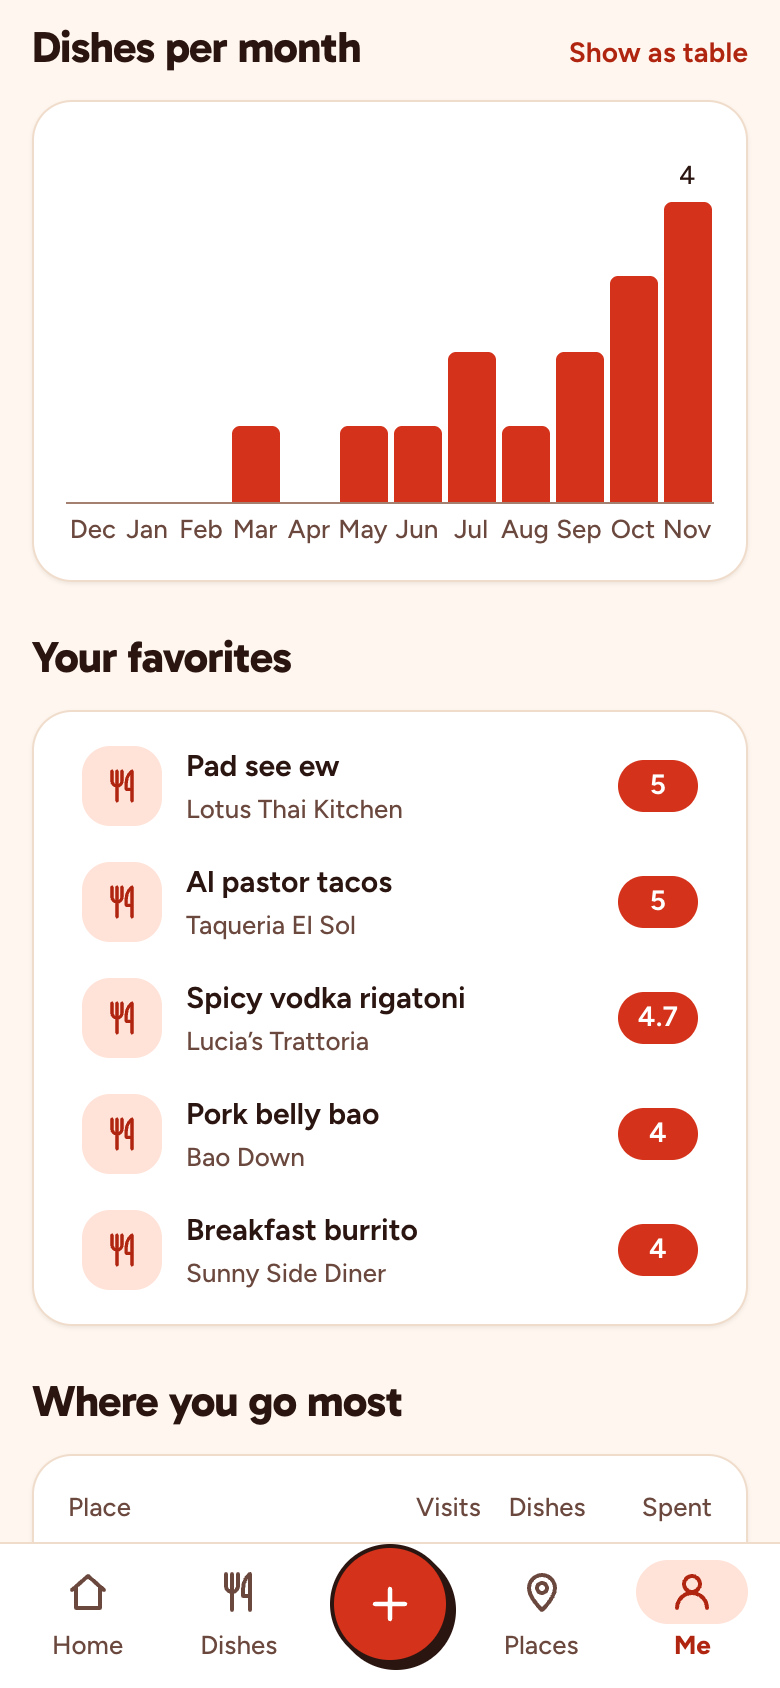 Dishes per month
Show as table
4
Dec Jan Feb Mar Apr May Jun Jul Aug Sep Oct Nov
Your favorites
Pad see ew
Lotus Thai Kitchen
5
Al pastor tacos
Taqueria El Sol
5
Spicy vodka rigatoni
Lucia’s Trattoria
4.7
Pork belly bao
Bao Down
4
Breakfast burrito
Sunny Side Diner
4
Where you go most
Place Visits Dishes Spent
Home Dishes Places Me